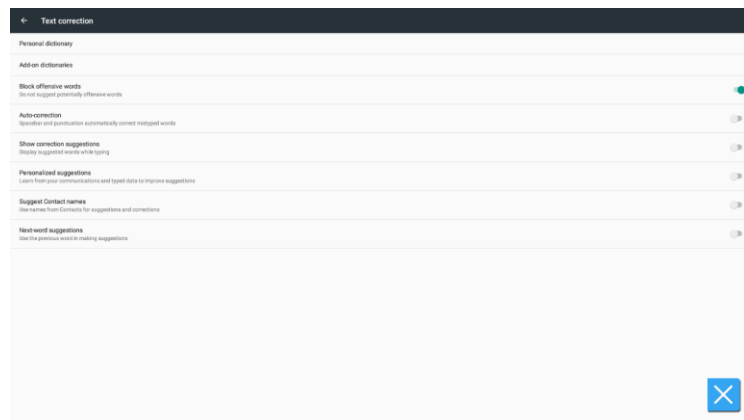 Text correction
Personal dictionary
Add-on dictionaries
Block offensive words
Do not suggest potentially offensive words
Auto-correction
Spacebar and punctuation automatically correct mistyped words
Show correction suggestions
Display suggested words while typing
Personalized suggestions
Learn from your communications and typed data to improve suggestions
Suggest Contact names
Use names from Contacts for suggestions and corrections
Next-word suggestions
Use the previous word in making suggestions